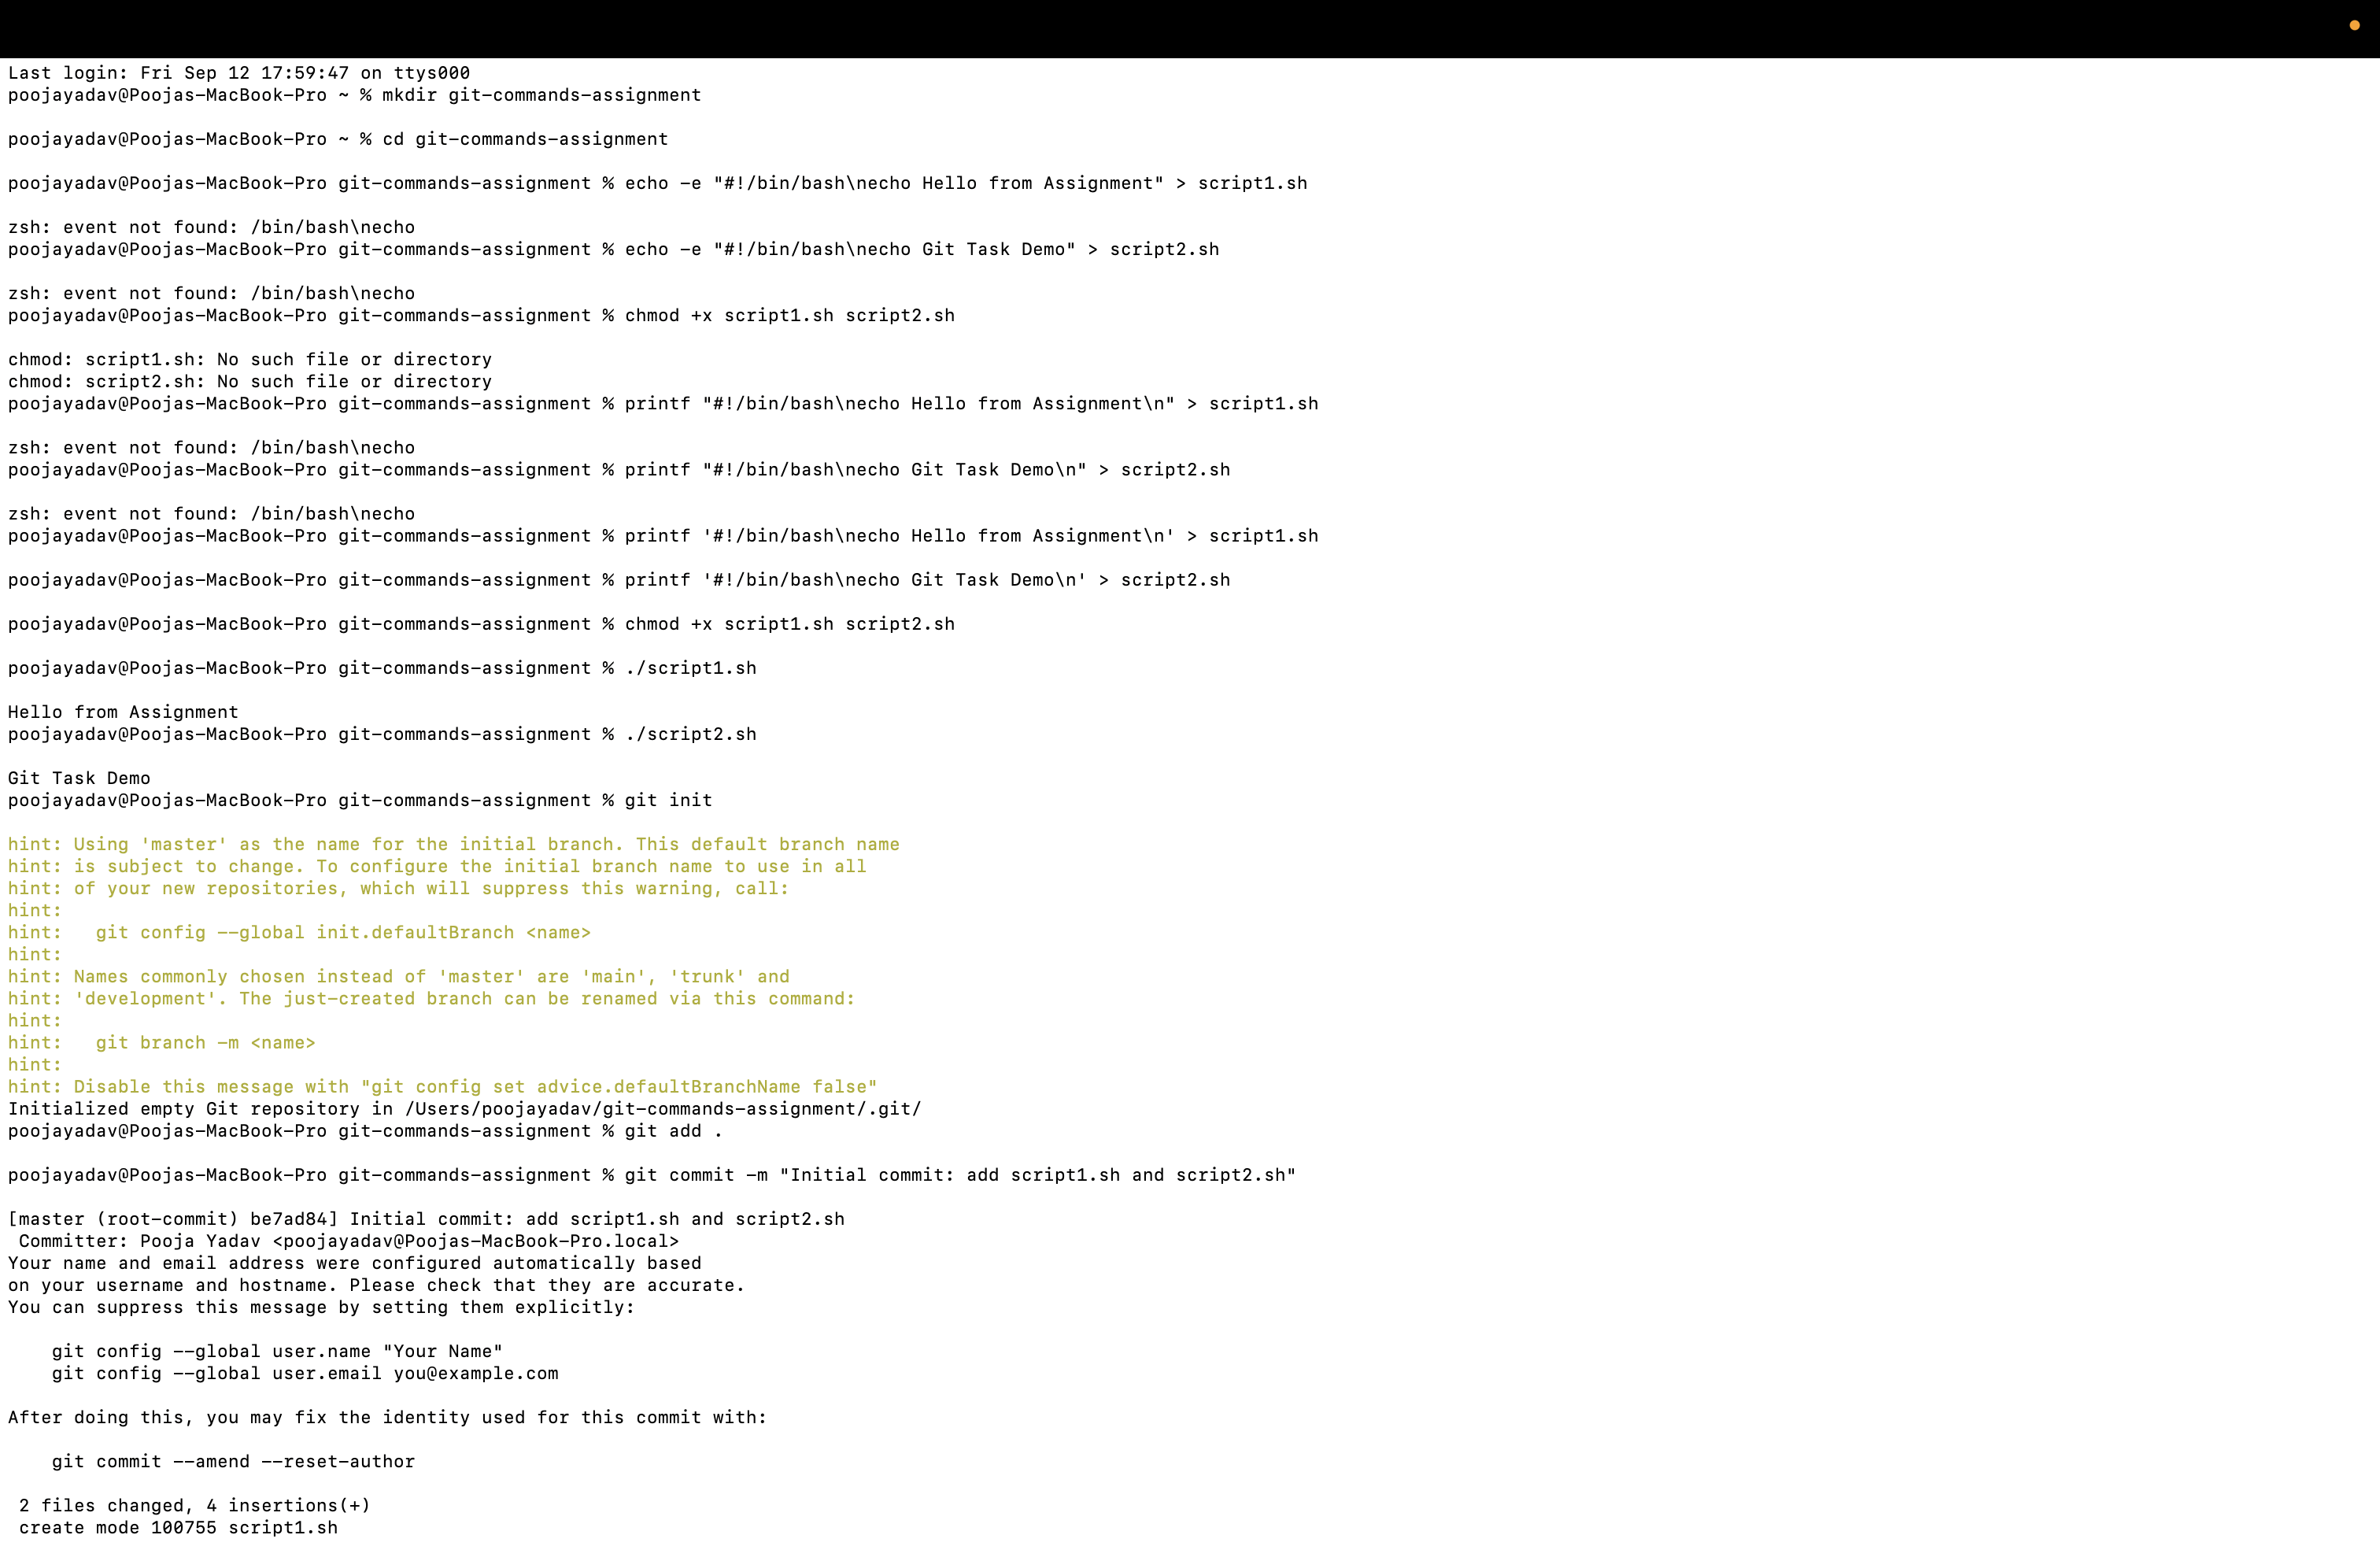 Last login: Fri Sep 12 17:59:47 on ttys000
poojayadav@Poojas-MacBook-Pro ~ % mkdir git-commands-assignment
poojayadav@Poojas-MacBook-Pro ~ % cd git-commands-assignment
poojayadav@Poojas-MacBook-Pro git-commands-assignment % echo -e "#!/bin/bash\necho Hello from Assignment" > script1.sh
zsh: event not found: /bin/bash\necho
poojayadav@Poojas-MacBook-Pro git-commands-assignment % echo -e "#!/bin/bash\necho Git Task Demo" > script2.sh
zsh: event not found: /bin/bash\necho
poojayadav@Poojas-MacBook-Pro git-commands-assignment % chmod +x script1.sh script2.sh
chmod: script1.sh: No such file or directory
chmod: script2.sh: No such file or directory
poojayadav@Poojas-MacBook-Pro git-commands-assignment % printf "#!/bin/bash\necho Hello from Assignment\n" > script1.sh
zsh: event not found: /bin/bash\necho
poojayadav@Poojas-MacBook-Pro git-commands-assignment % printf "#!/bin/bash\necho Git Task Demo\n" > script2.sh
zsh: event not found: /bin/bash\necho
poojayadav@Poojas-MacBook-Pro git-commands-assignment % printf '#!/bin/bash\necho Hello from Assignment\n' > script1.sh
poojayadav@Poojas-MacBook-Pro git-commands-assignment % printf '#!/bin/bash\necho Git Task Demo\n' > script2.sh
poojayadav@Poojas-MacBook-Pro git-commands-assignment % chmod +x script1.sh script2.sh
poojayadav@Poojas-MacBook-Pro git-commands-assignment % ./script1.sh
Hello from Assignment
poojayadav@Poojas-MacBook-Pro git-commands-assignment % ./script2.sh
Git Task Demo
poojayadav@Poojas-MacBook-Pro git-commands-assignment % git init
hint: Using 'master' as the name for the initial branch. This default branch name
hint: is subject to change. To configure the initial branch name to use in all
hint: of your new repositories, which will suppress this warning, call:
hint:
hint:   git config --global init.defaultBranch <name>
hint:
hint: Names commonly chosen instead of 'master' are 'main', 'trunk' and
hint: 'development'. The just-created branch can be renamed via this command:
hint:
hint:   git branch -m <name>
hint:
hint: Disable this message with "git config set advice.defaultBranchName false"
Initialized empty Git repository in /Users/poojayadav/git-commands-assignment/.git/
poojayadav@Poojas-MacBook-Pro git-commands-assignment % git add .
poojayadav@Poojas-MacBook-Pro git-commands-assignment % git commit -m "Initial commit: add script1.sh and script2.sh"
[master (root-commit) be7ad84] Initial commit: add script1.sh and script2.sh
 Committer: Pooja Yadav <poojayadav@Poojas-MacBook-Pro.local>
Your name and email address were configured automatically based
on your username and hostname. Please check that they are accurate.
You can suppress this message by setting them explicitly:
    git config --global user.name "Your Name"
    git config --global user.email you@example.com
After doing this, you may fix the identity used for this commit with:
    git commit --amend --reset-author
 2 files changed, 4 insertions(+)
 create mode 100755 script1.sh